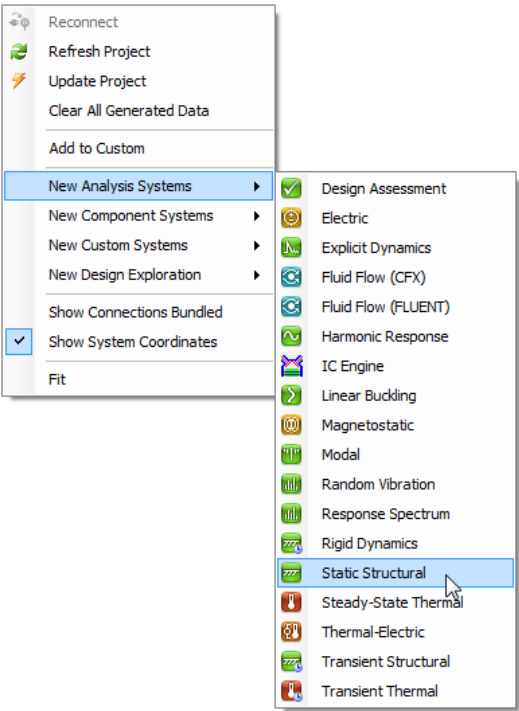 Reconnect
Refresh Project
Update Project
Clear All Generated Data
Add to Custom
New Analysis Systems
New Component Systems
New Custom Systems
New Design Exploration
Show Connections Bundled
Show System Coordinates
Fit
Design Assessment
Electric
Explicit Dynamics
Fluid Flow (CFX)
Fluid Flow (FLUENT)
Harmonic Response
IC Engine
Linear Buckling
Magnetostatic
Modal
Random Vibration
Response Spectrum
Rigid Dynamics
Static Structural
Steady-State Thermal
Thermal-Electric
Transient Structural
Transient Thermal